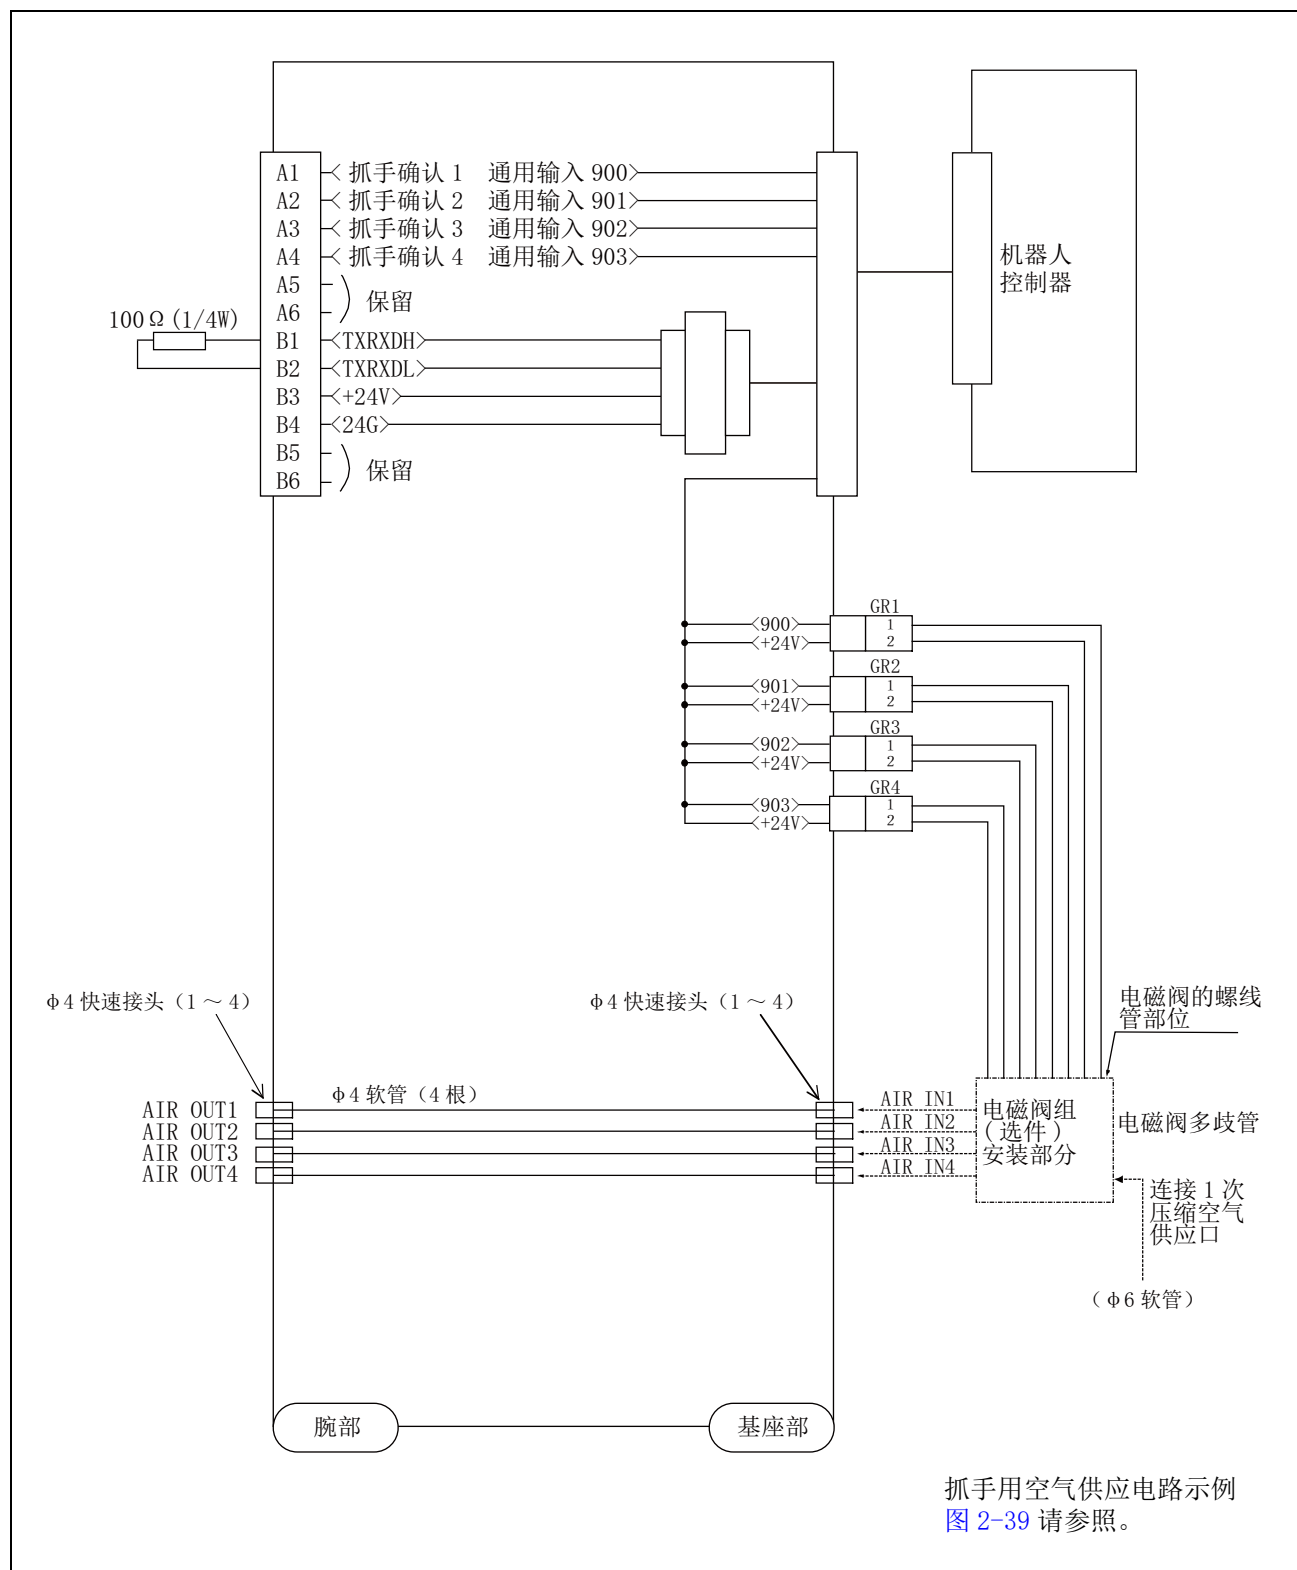 A1 〈 抓手确认 1 通用输入 900〉
A2 〈 抓手确认 2 通用输入 901〉
A3 〈 抓手确认 3 通用输入 902〉
A4 〈 抓手确认 4 通用输入 903〉
A5
A6
保留
100Ω(1/4W)
B1 〈TXRXDH〉
B2 〈TXRXDL〉
B3 〈+24V〉
B4 〈24G〉
B5
B6
保留
机器人
控制器
GR1
〈900〉 1
〈+24V〉 2
GR2
〈901〉 1
〈+24V〉 2
GR3
〈902〉 1
〈+24V〉 2
GR4
〈903〉 1
〈+24V〉 2
φ4 快速接头（1 ～ 4）
φ4 快速接头（1 ～ 4）
电磁阀的螺线
管部位
φ4 软管（4 根）
AIR OUT1
AIR OUT2
AIR OUT3
AIR OUT4
AIR IN1
AIR IN2
AIR IN3
AIR IN4
电磁阀组
（选件）
安装部分
电磁阀多歧管
连接 1 次
压缩空气
供应口
（ φ6 软管）
腕部
基座部
抓手用空气供应电路示例
图 2-39 请参照。